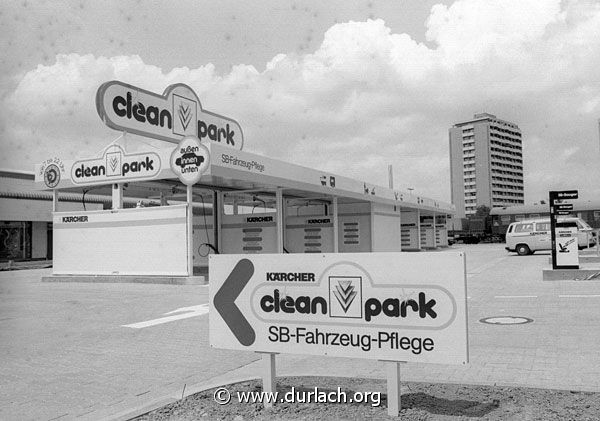 clean park
clean park
außen
innen
unten
SB-Fahrzeug-Pflege
KÄRCHER
KÄRCHER
KÄRCHER
KÄRCHER
KÄRCHER
clean park
SB-Fahrzeug-Pflege
© www.durlach.org